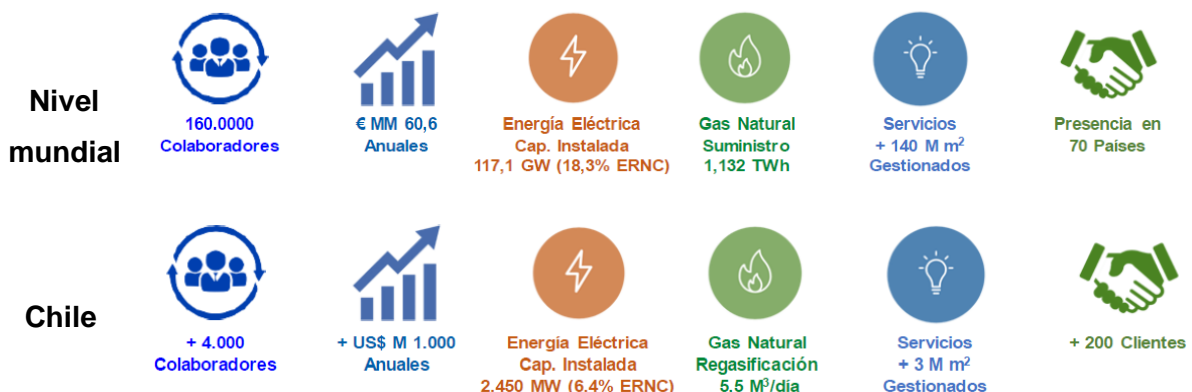 Nivel
mundial
160.0000
Colaboradores
€ MM 60,6
Anuales
Energía Eléctrica
Cap. Instalada
117,1 GW (18,3% ERNC)
Gas Natural
Suministro
1,132 TWh
Servicios
+ 140 M m²
Gestionados
Presencia en
70 Países
Chile
+ 4.000
Colaboradores
+ US$ M 1.000
Anuales
Energía Eléctrica
Cap. Instalada
2,450 MW (6,4% ERNC)
Gas Natural
Regasificación
5,5 M³/día
Servicios
+ 3 M m²
Gestionados
+ 200 Clientes